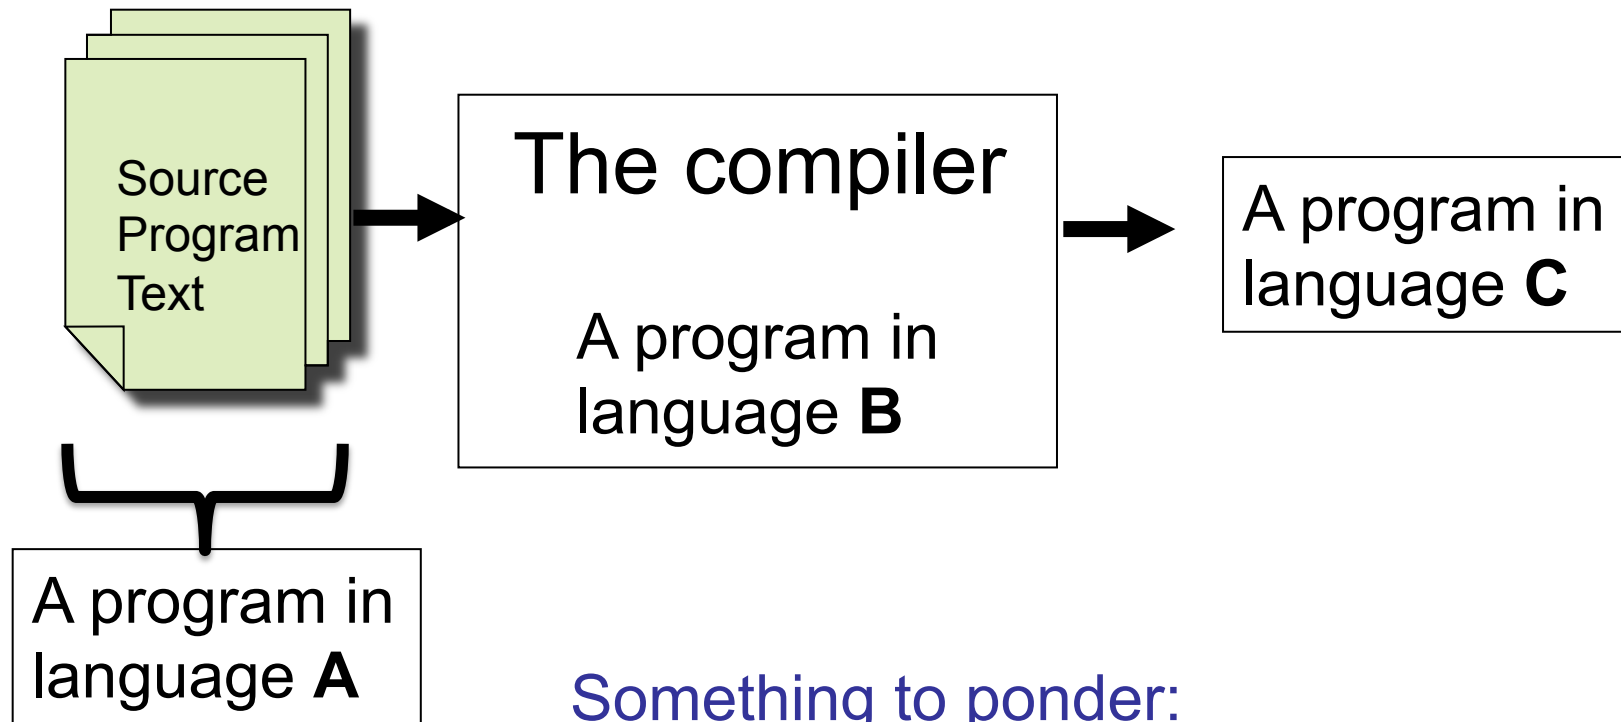 Source
Program
Text
The compiler
A program in
language B
A program in
language C
A program in
language A
Something to ponder: